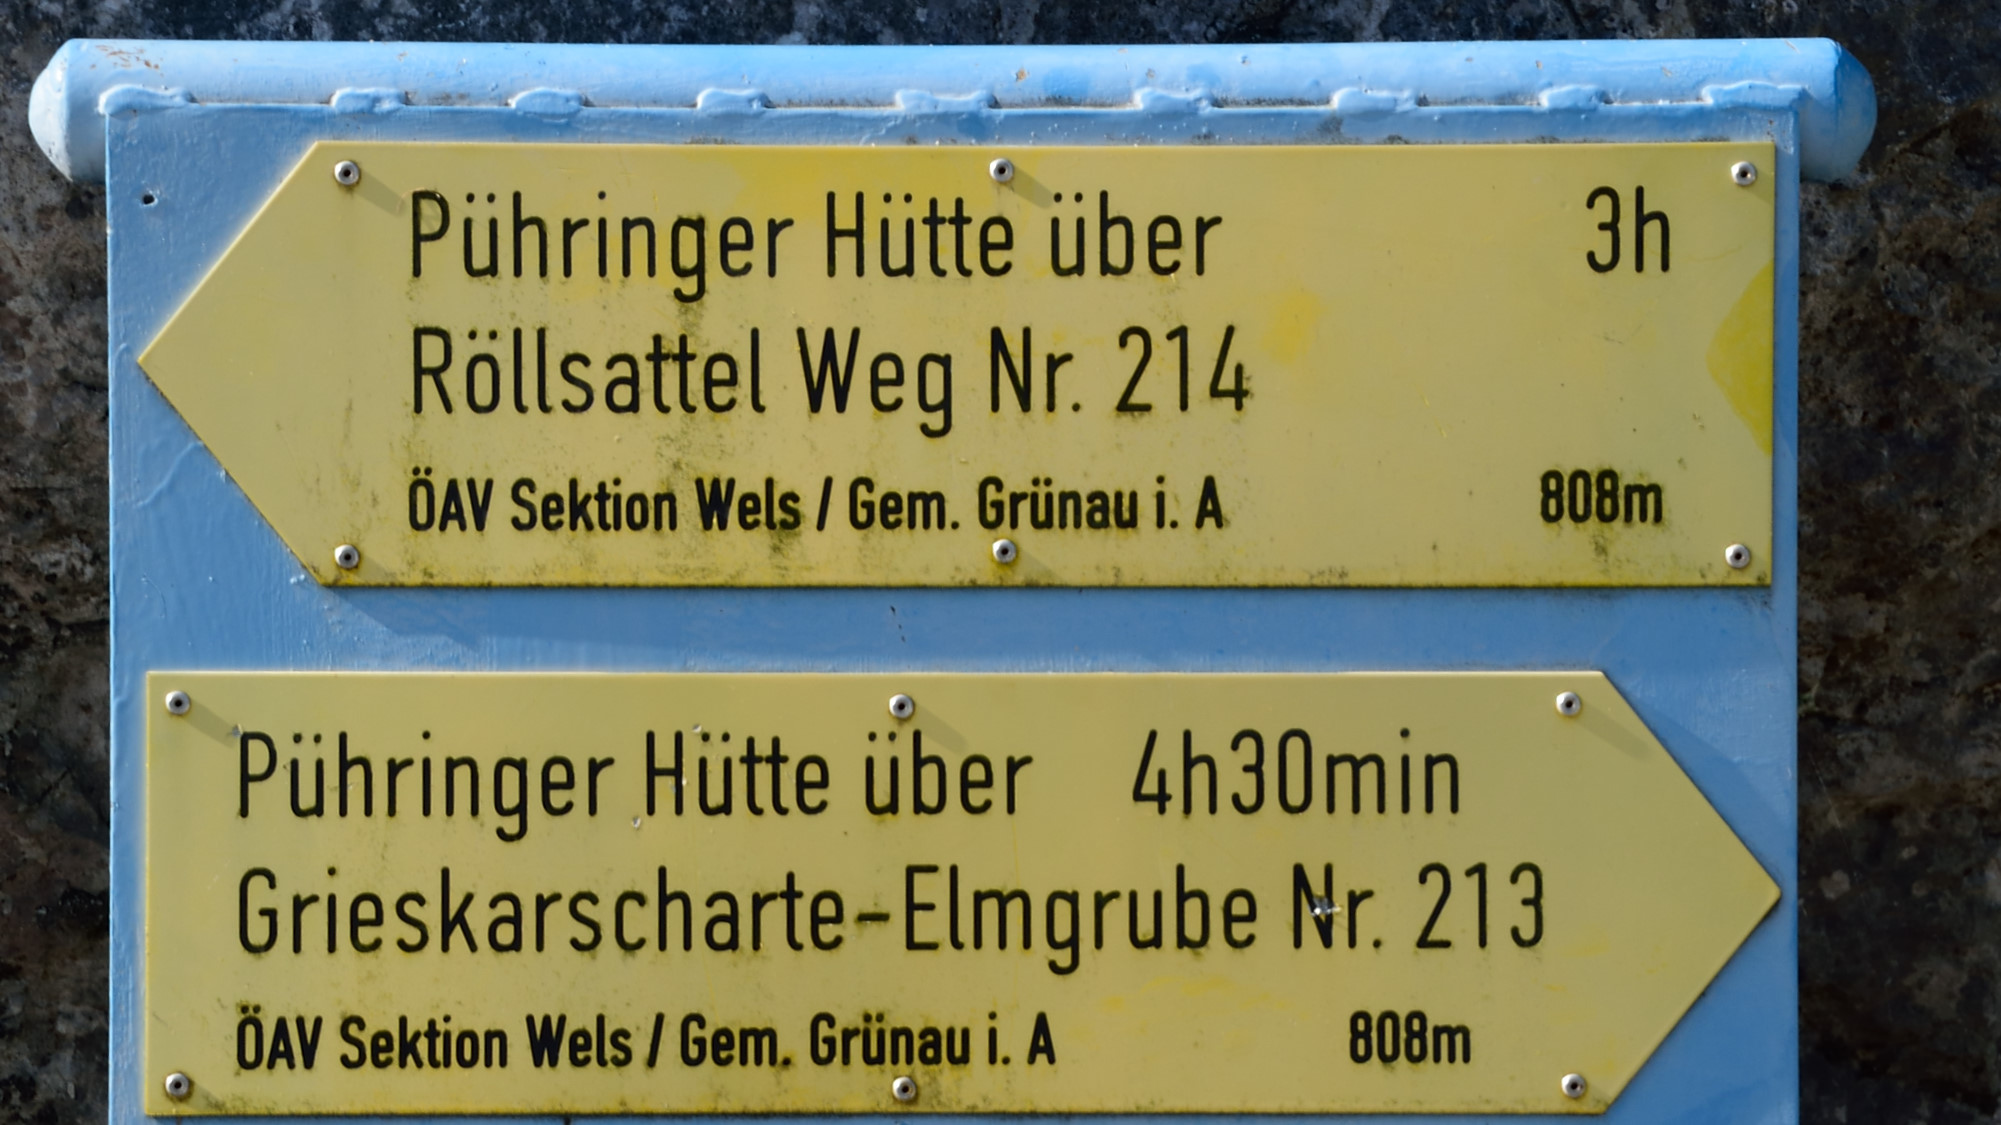 Pühringer Hütte über 3h
Röllsattel Weg Nr. 214
ÖAV Sektion Wels / Gem. Grünau i. A 808m
Pühringer Hütte über 4h30min
Grieskarscharte-Elmgrube Nr. 213
ÖAV Sektion Wels / Gem. Grünau i. A 808m